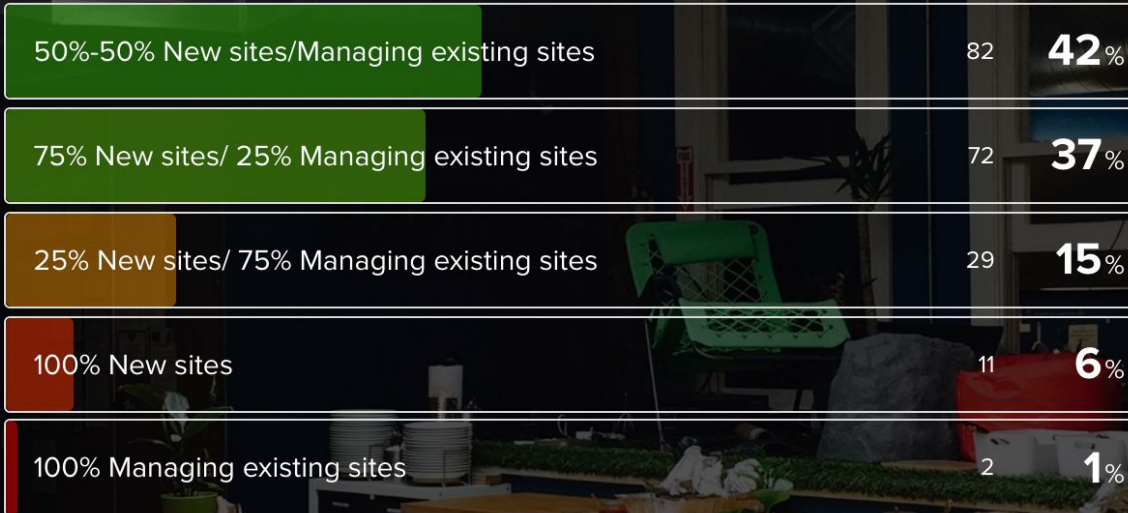 50%-50% New sites/Managing existing sites 82 42%
75% New sites/ 25% Managing existing sites 72 37%
25% New sites/ 75% Managing existing sites 29 15%
100% New sites 11 6%
100% Managing existing sites 2 1%